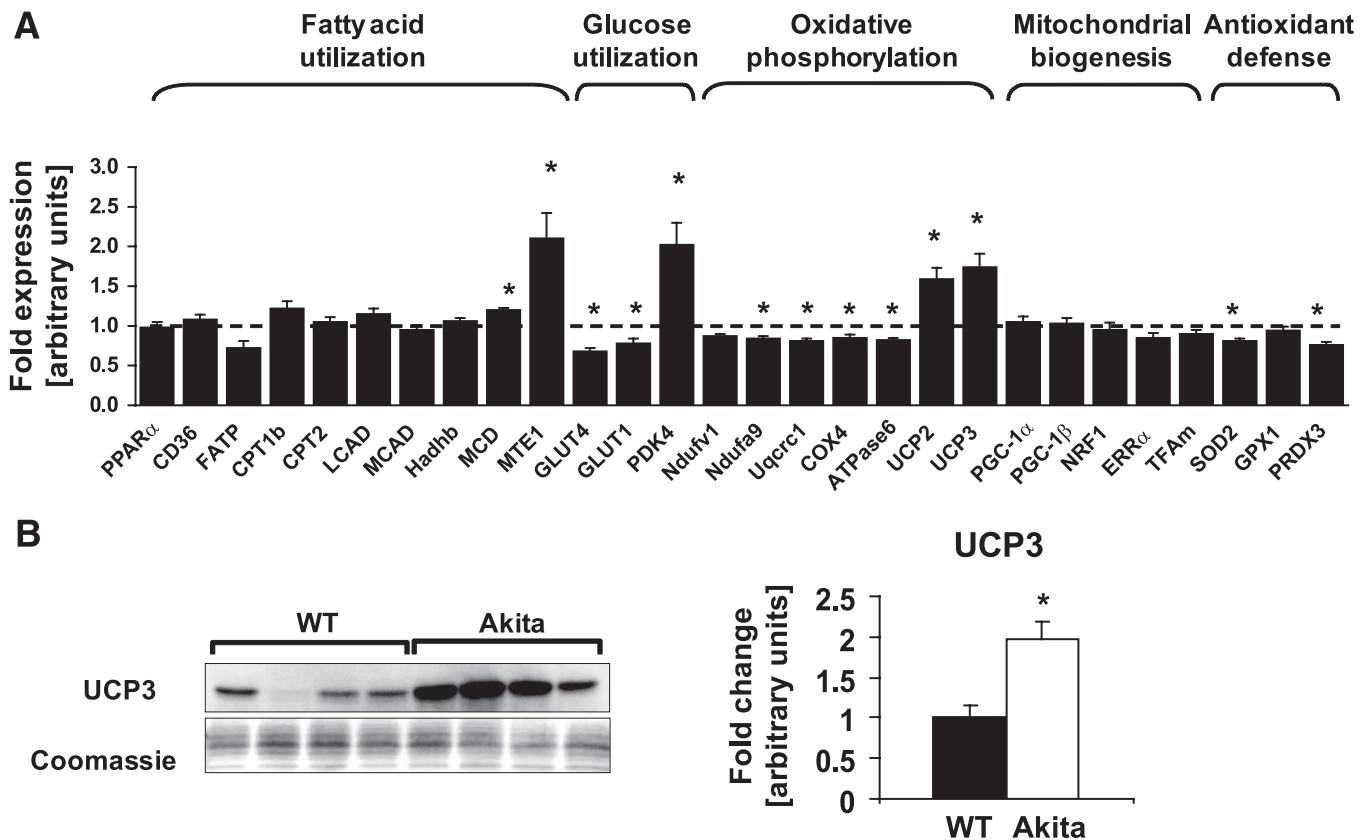 A
Fatty acid
utilization
Glucose
utilization
Oxidative
phosphorylation
Mitochondrial
biogenesis
Antioxidant
defense
Fold expression
[arbitrary units]
3.0
2.5
2.0
1.5
1.0
0.5
0.0
* * * * * * * * * * * * *
PPARα CD36 FATP CPT1b CPT2 LCAD MCAD Hadhb MCD MTE1 GLUT4 GLUT1 PDK4 Ndufv1 Ndufa9 Uqcrc1 COX4 ATPase6 UCP2 UCP3 PGC-1α PGC-1β NRF1 ERRα TFAm SOD2 GPX1 PRDX3
B
WT Akita
UCP3
Coomassie
UCP3
Fold change
[arbitrary units]
2.5
2
1.5
1
0.5
0
*
WT Akita